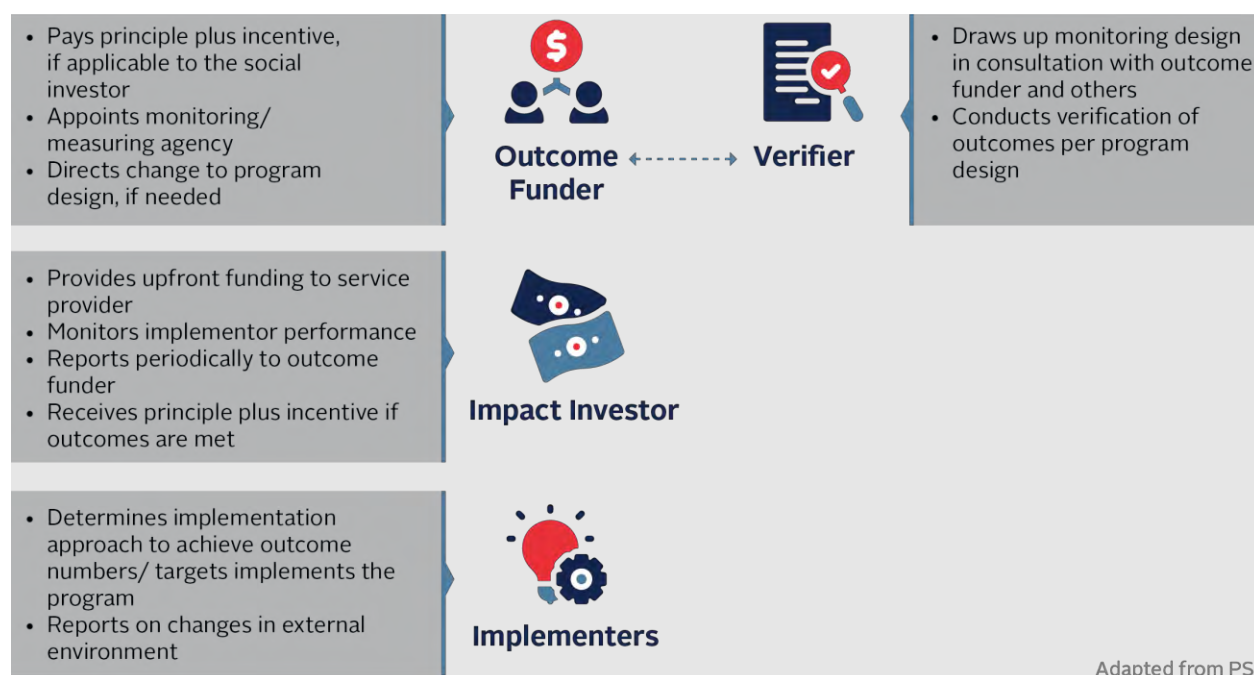 • Pays principle plus incentive,
if applicable to the social
investor
• Appoints monitoring/
measuring agency
• Directs change to program
design, if needed
Outcome
Funder
Verifier
• Draws up monitoring design
in consultation with outcome
funder and others
• Conducts verification of
outcomes per program
design
• Provides upfront funding to service
provider
• Monitors implementor performance
• Reports periodically to outcome
funder
• Receives principle plus incentive if
outcomes are met
Impact Investor
• Determines implementation
approach to achieve outcome
numbers/ targets implements the
program
• Reports on changes in external
environment
Implementers
Adapted from PS